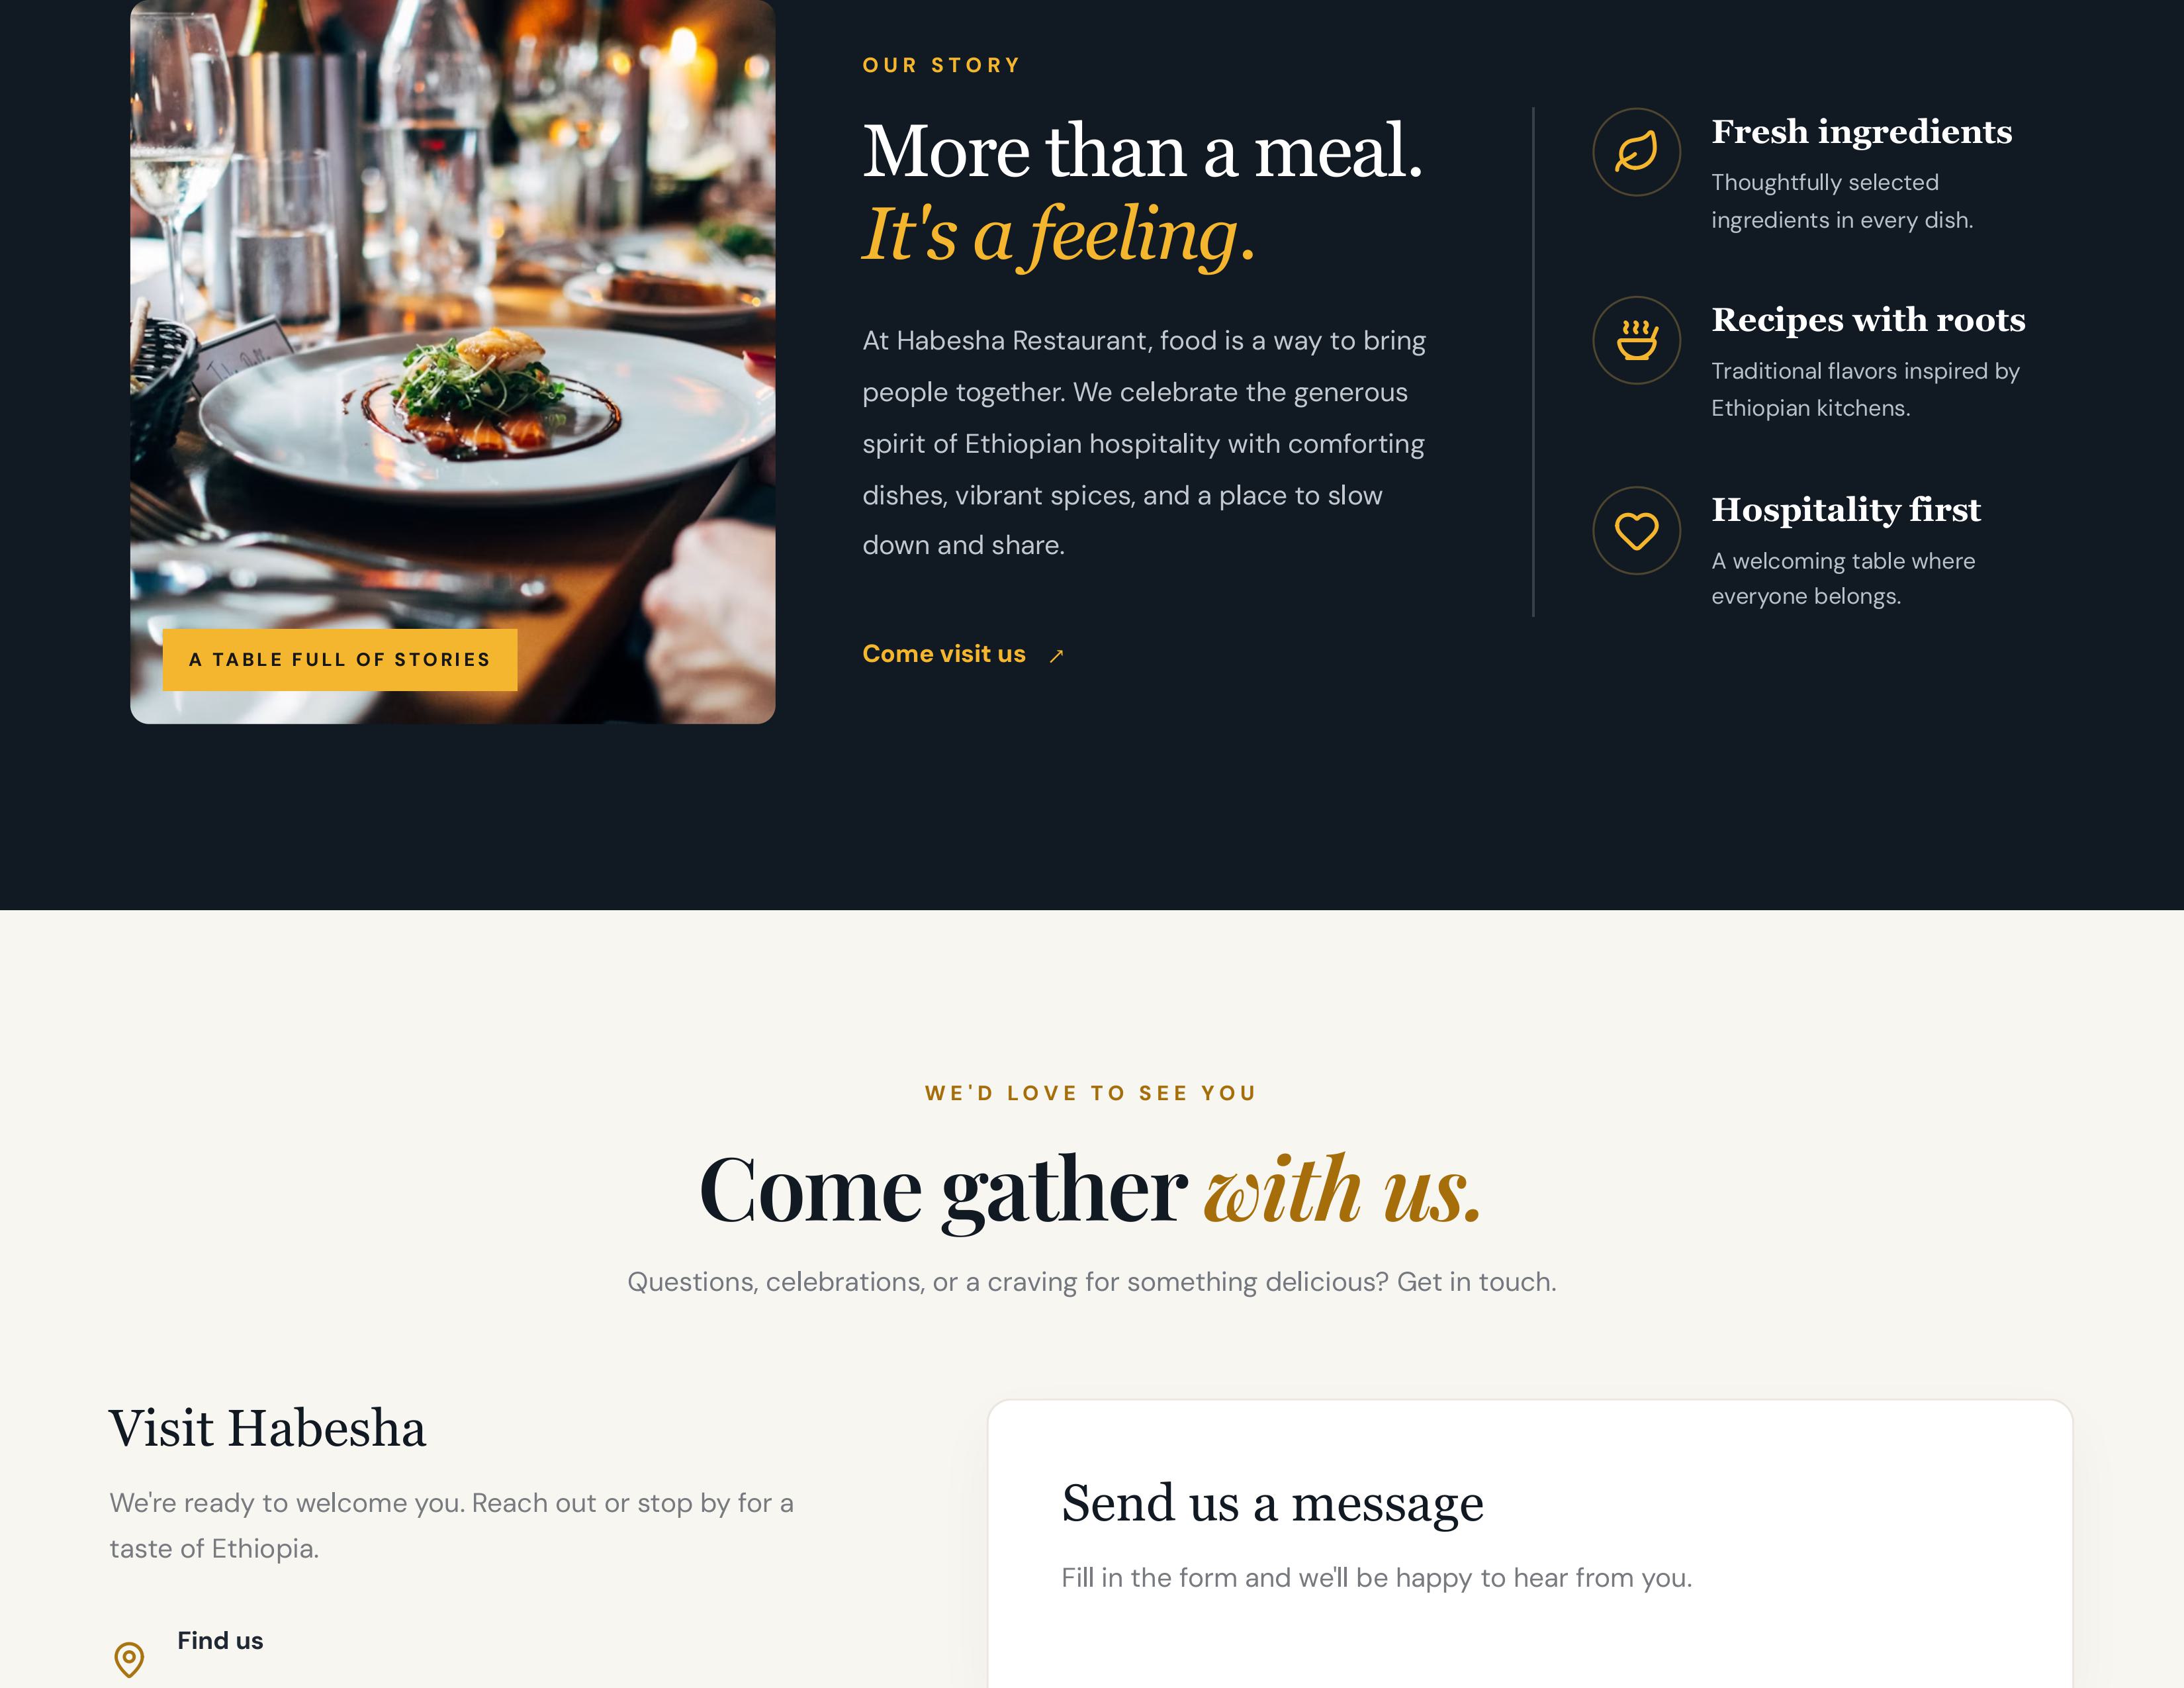 OUR STORY
More than a meal.
It's a feeling.
At Habesha Restaurant, food is a way to bring
people together. We celebrate the generous
spirit of Ethiopian hospitality with comforting
dishes, vibrant spices, and a place to slow
down and share.
Come visit us ↗
A TABLE FULL OF STORIES
Fresh ingredients
Thoughtfully selected
ingredients in every dish.
Recipes with roots
Traditional flavors inspired by
Ethiopian kitchens.
Hospitality first
A welcoming table where
everyone belongs.
WE'D LOVE TO SEE YOU
Come gather with us.
Questions, celebrations, or a craving for something delicious? Get in touch.
Visit Habesha
We're ready to welcome you. Reach out or stop by for a
taste of Ethiopia.
Find us
Send us a message
Fill in the form and we'll be happy to hear from you.